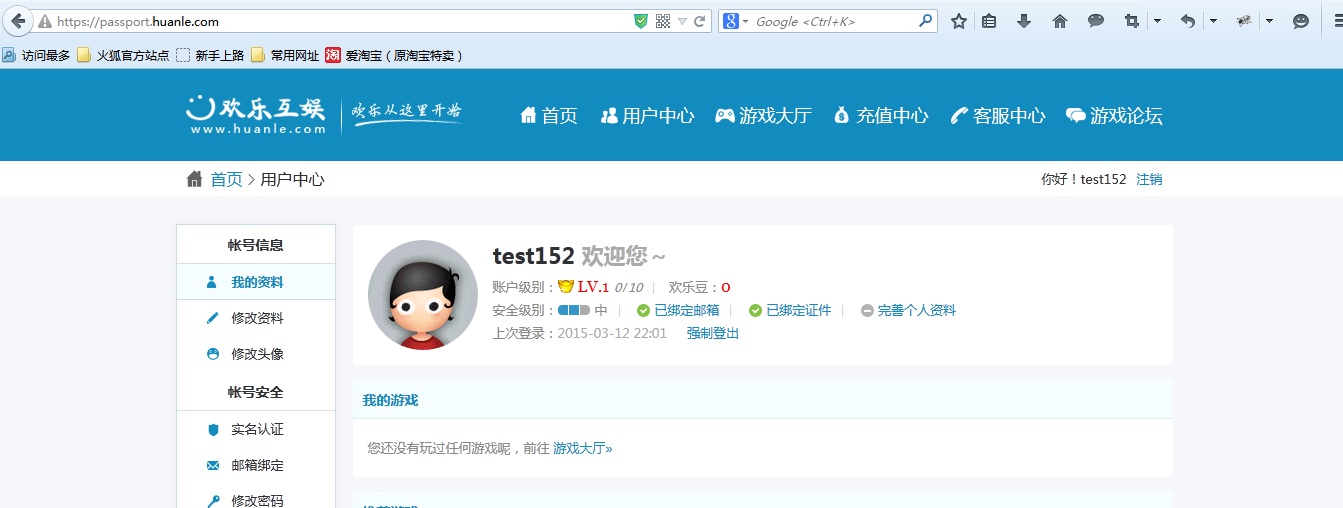 https://passport.huanle.com
Google <Ctrl+K>
访问最多 火狐官方站点 新手上路 常用网址 淘 爱淘宝（原淘宝特卖）
欢乐互娱 欢乐从这里开始
www.huanle.com
首页 用户中心 游戏大厅 充值中心 客服中心 游戏论坛
首页 > 用户中心 你好！test152 注销
帐号信息
我的资料
修改资料
修改头像
帐号安全
实名认证
邮箱绑定
修改密码
test152 欢迎您～
账户级别：LV.1 0/10 | 欢乐豆：0
安全级别：中 | 已绑定邮箱 | 已绑定证件 | 完善个人资料
上次登录：2015-03-12 22:01 强制登出
我的游戏
您还没有玩过任何游戏呢，前往 游戏大厅»